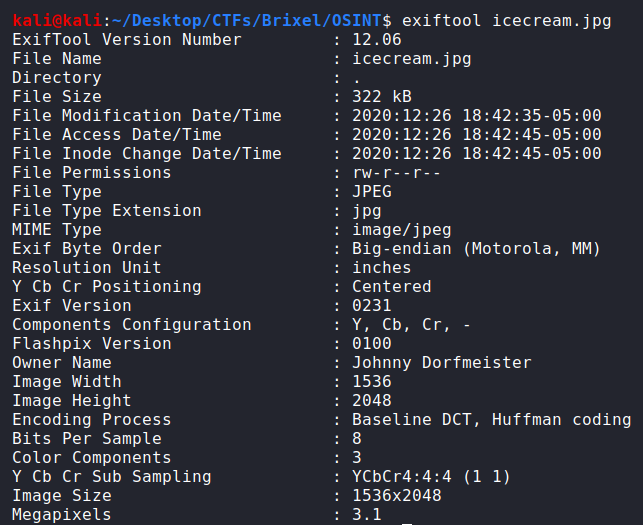 kali@kali:~/Desktop/CTFs/Brixel/OSINT$ exiftool icecream.jpg
ExifTool Version Number         : 12.06
File Name                       : icecream.jpg
Directory                       : .
File Size                       : 322 kB
File Modification Date/Time     : 2020:12:26 18:42:35-05:00
File Access Date/Time           : 2020:12:26 18:42:45-05:00
File Inode Change Date/Time     : 2020:12:26 18:42:45-05:00
File Permissions                : rw-r--r--
File Type                       : JPEG
File Type Extension             : jpg
MIME Type                       : image/jpeg
Exif Byte Order                 : Big-endian (Motorola, MM)
Resolution Unit                 : inches
Y Cb Cr Positioning             : Centered
Exif Version                    : 0231
Components Configuration        : Y, Cb, Cr, -
Flashpix Version                : 0100
Owner Name                      : Johnny Dorfmeister
Image Width                     : 1536
Image Height                    : 2048
Encoding Process                : Baseline DCT, Huffman coding
Bits Per Sample                 : 8
Color Components                : 3
Y Cb Cr Sub Sampling            : YCbCr4:4:4 (1 1)
Image Size                      : 1536x2048
Megapixels                      : 3.1